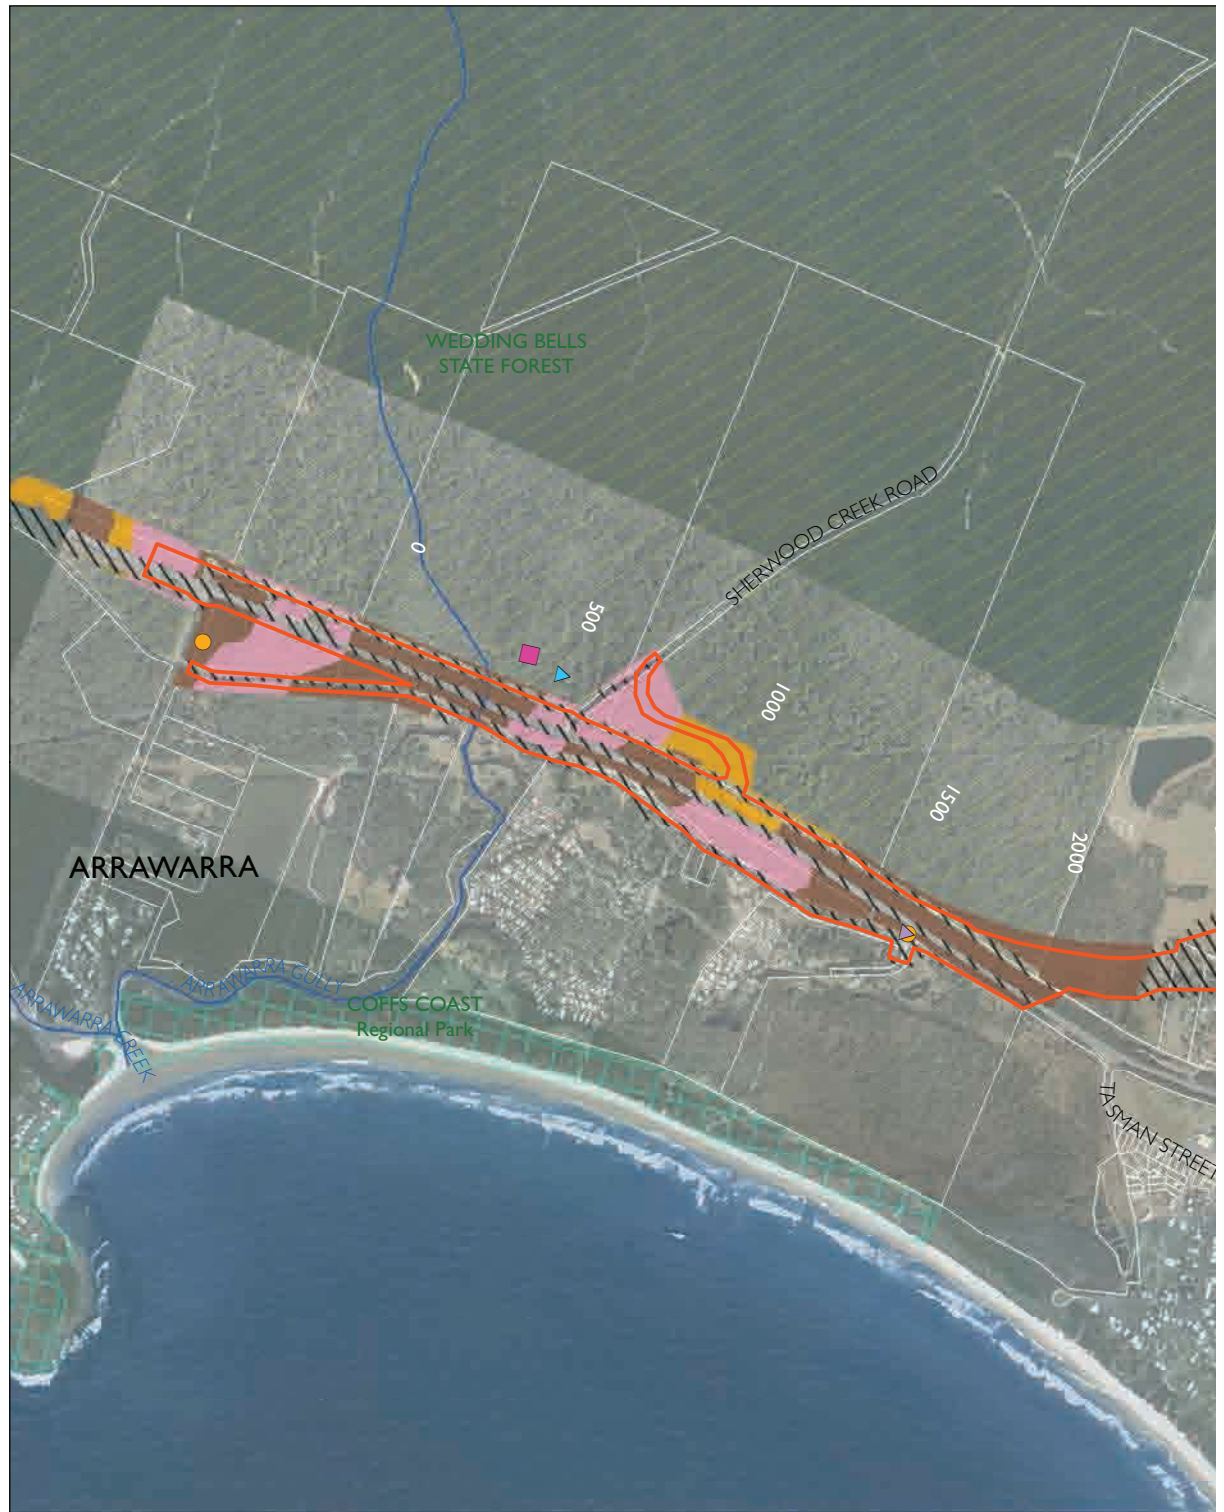 WEDDING BELLS
STATE FOREST
SHERWOOD CREEK ROAD
0
500
1000
1500
2000
ARRAWARRA
ARRAWARRA GULLY
ARRAWARRA CREEK
COFFS COAST
Regional Park
TASMAN STREET